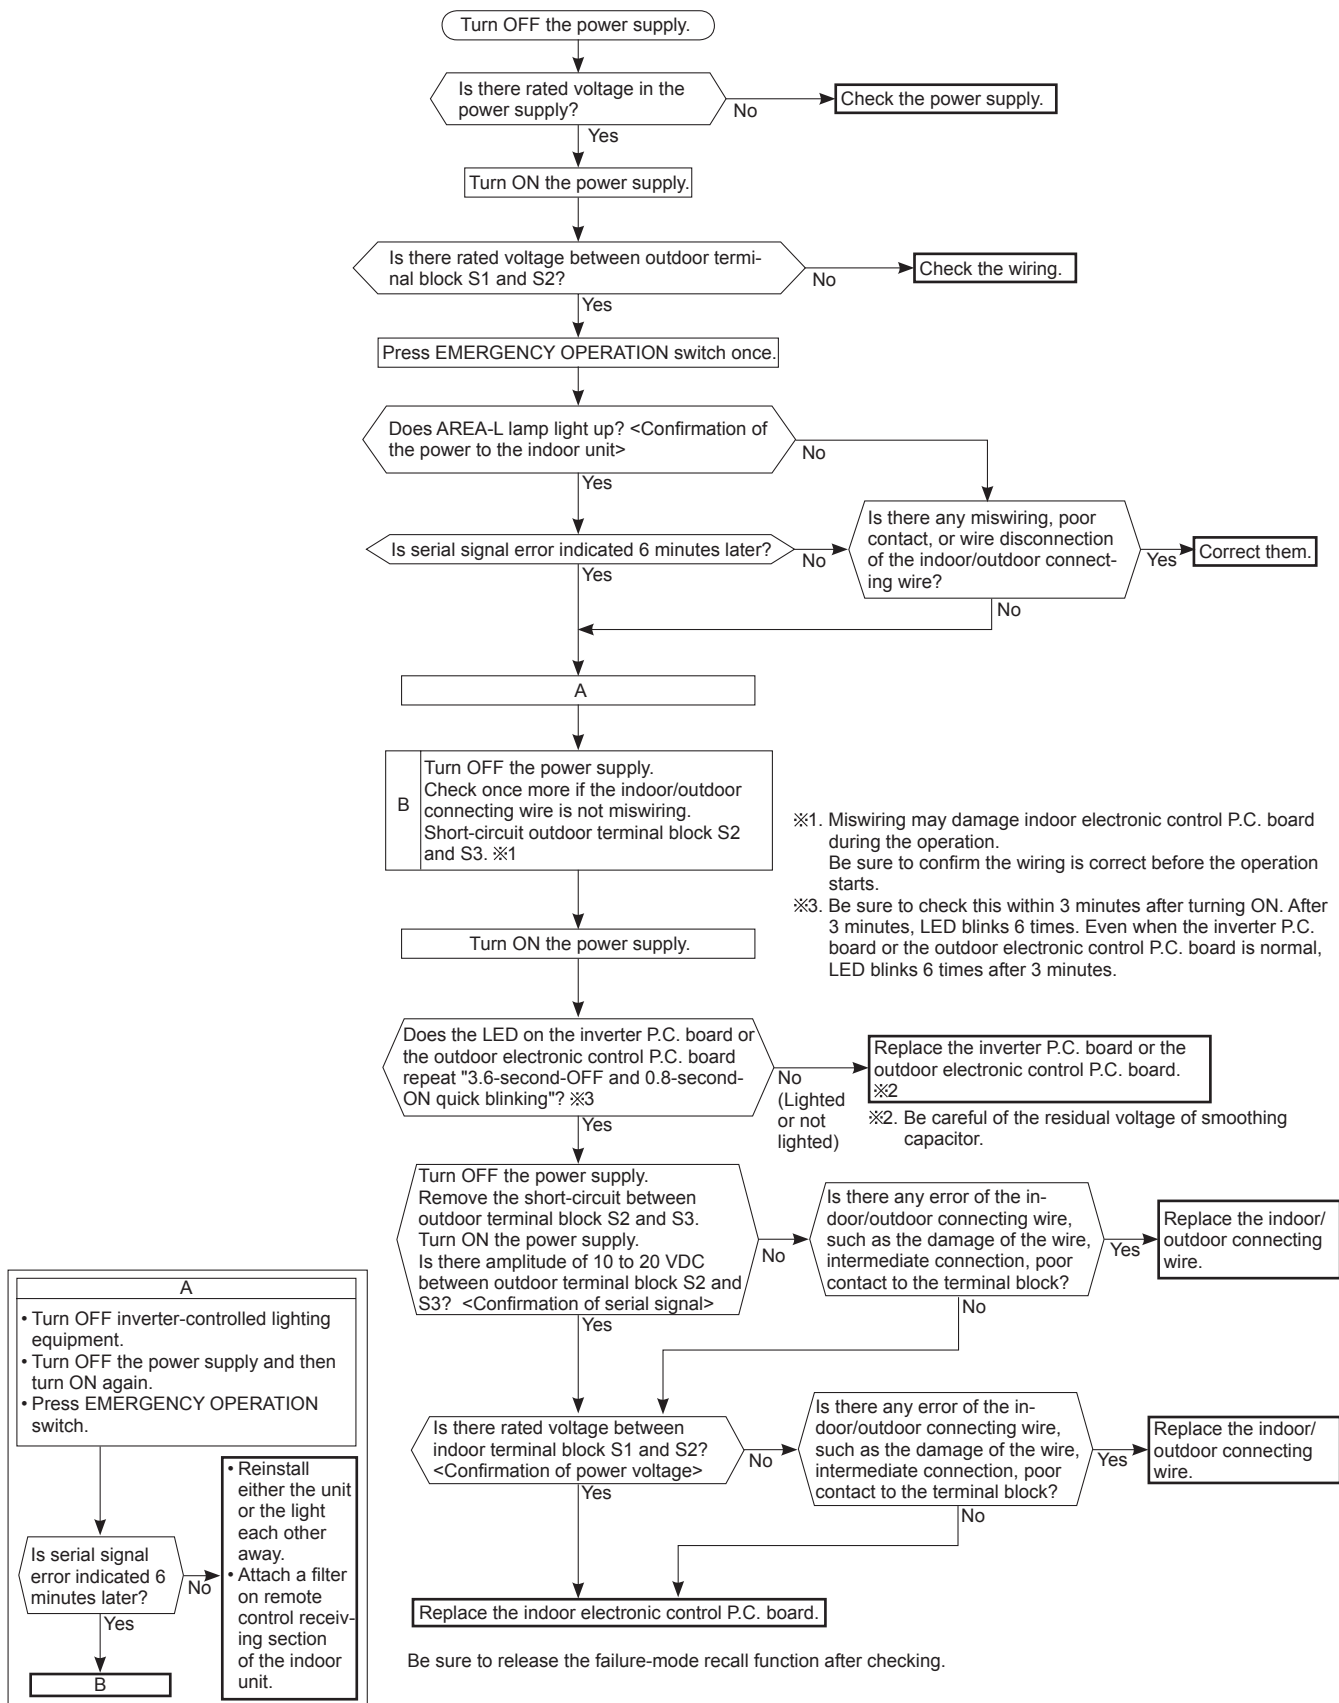 Turn OFF the power supply.
Is there rated voltage in the
power supply?
No
Check the power supply.
Yes
Turn ON the power supply.
Is there rated voltage between outdoor termi-
nal block S1 and S2?
No
Check the wiring.
Yes
Press EMERGENCY OPERATION switch once.
Does AREA-L lamp light up? <Confirmation of
the power to the indoor unit>
No
Yes
Is serial signal error indicated 6 minutes later?
No
Yes
Is there any miswiring, poor
contact, or wire disconnection
of the indoor/outdoor connect-
ing wire?
Yes
Correct them.
No
A
B
Turn OFF the power supply.
Check once more if the indoor/outdoor
connecting wire is not miswiring.
Short-circuit outdoor terminal block S2
and S3. ※1
※1. Miswiring may damage indoor electronic control P.C. board
during the operation.
Be sure to confirm the wiring is correct before the operation
starts.
※3. Be sure to check this within 3 minutes after turning ON. After
3 minutes, LED blinks 6 times. Even when the inverter P.C.
board or the outdoor electronic control P.C. board is normal,
LED blinks 6 times after 3 minutes.
Turn ON the power supply.
Does the LED on the inverter P.C. board or
the outdoor electronic control P.C. board
repeat "3.6-second-OFF and 0.8-second-
ON quick blinking"? ※3
No
(Lighted
or not
lighted)
Replace the inverter P.C. board or the
outdoor electronic control P.C. board.
※2
※2. Be careful of the residual voltage of smoothing
capacitor.
Yes
Turn OFF the power supply.
Remove the short-circuit between
outdoor terminal block S2 and S3.
Turn ON the power supply.
Is there amplitude of 10 to 20 VDC
between outdoor terminal block S2 and
S3? <Confirmation of serial signal>
No
Is there any error of the in-
door/outdoor connecting wire,
such as the damage of the wire,
intermediate connection, poor
contact to the terminal block?
Yes
Replace the indoor/
outdoor connecting
wire.
No
Yes
Is there rated voltage between
indoor terminal block S1 and S2?
<Confirmation of power voltage>
No
Is there any error of the in-
door/outdoor connecting wire,
such as the damage of the wire,
intermediate connection, poor
contact to the terminal block?
Yes
Replace the indoor/
outdoor connecting
wire.
No
Yes
Replace the indoor electronic control P.C. board.
Be sure to release the failure-mode recall function after checking.
A
• Turn OFF inverter-controlled lighting
equipment.
• Turn OFF the power supply and then
turn ON again.
• Press EMERGENCY OPERATION
switch.
Is serial signal
error indicated 6
minutes later?
No
• Reinstall
either the unit
or the light
each other
away.
• Attach a filter
on remote
control receiv-
ing section
of the indoor
unit.
Yes
B